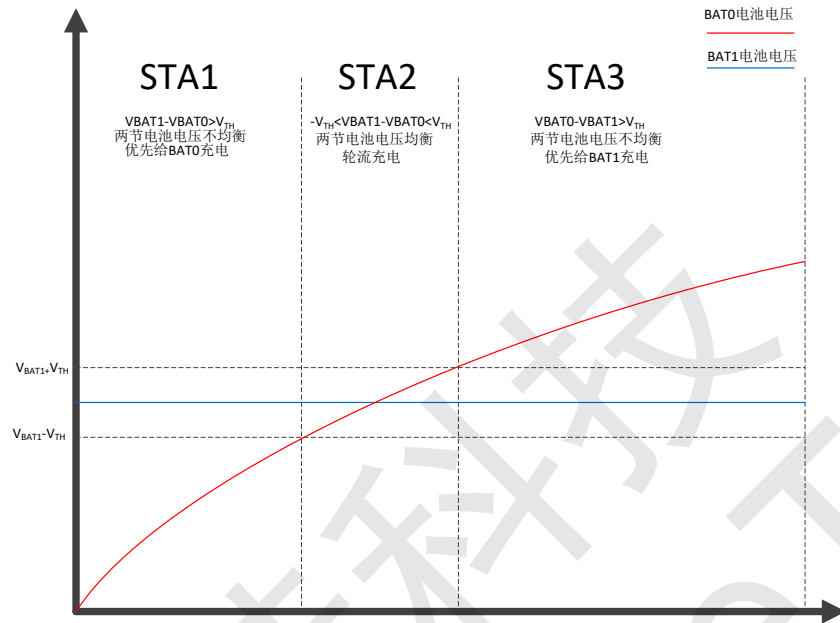 BAT0电池电压
BAT1电池电压
STA1
STA2
STA3
VBAT1-VBAT0>VTH
两节电池电压不均衡
优先给BAT0充电
-VTH<VBAT1-VBAT0<VTH
两节电池电压均衡
轮流充电
VBAT0-VBAT1>VTH
两节电池电压不均衡
优先给BAT1充电
VBAT1+VTH
VBAT1-VTH
科技